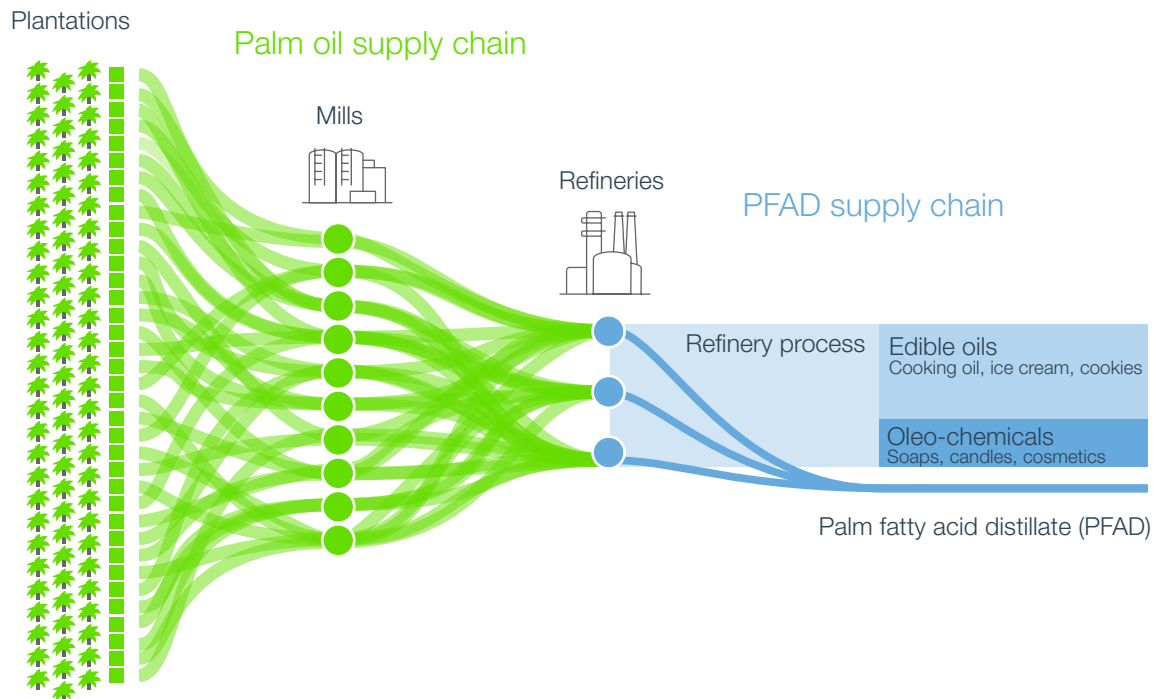 Plantations
Palm oil supply chain
Mills
Refineries
PFAD supply chain
Refinery process
Edible oils
Cooking oil, ice cream, cookies
Oleo-chemicals
Soaps, candles, cosmetics
Palm fatty acid distillate (PFAD)